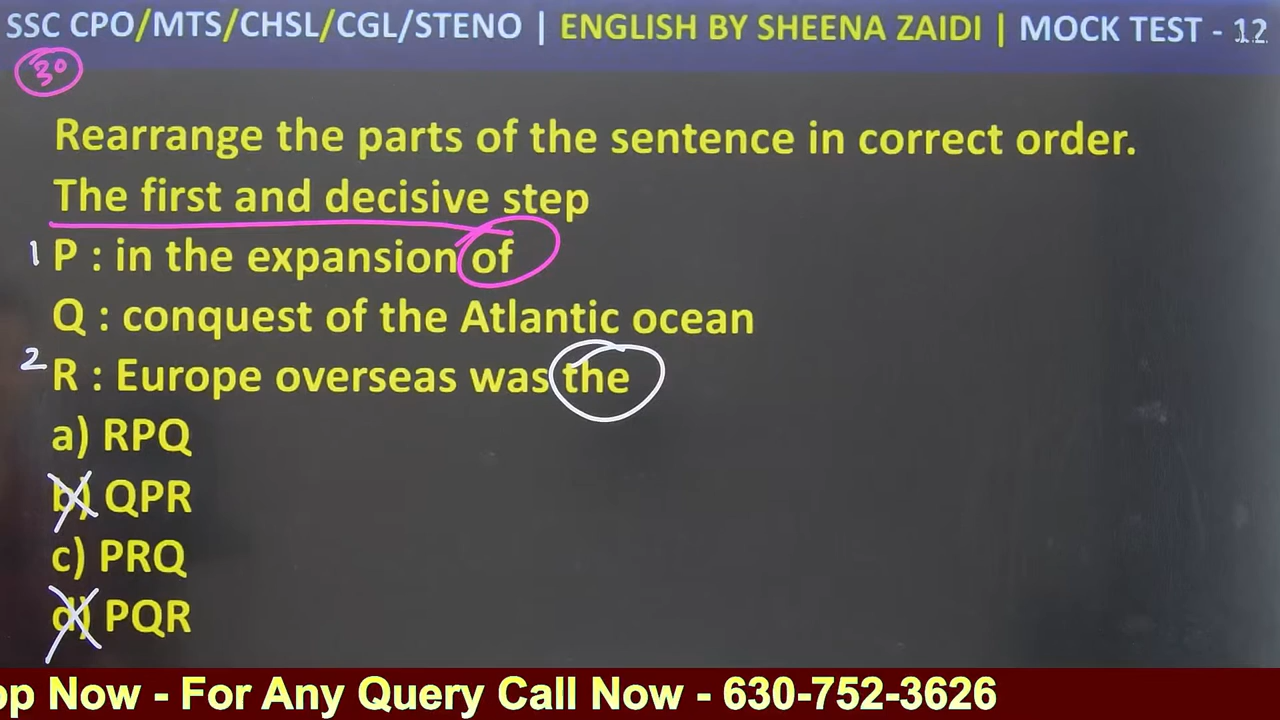 SSC CPO/MTS/CHSL/CGL/STENO | ENGLISH BY SHEENA ZAIDI | MOCK TEST - 12
30
Rearrange the parts of the sentence in correct order.
The first and decisive step
1 P : in the expansion of
Q : conquest of the Atlantic ocean
2 R : Europe overseas was the
a) RPQ
b) QPR
c) PRQ
d) PQR
Now - For Any Query Call Now - 630-752-3626